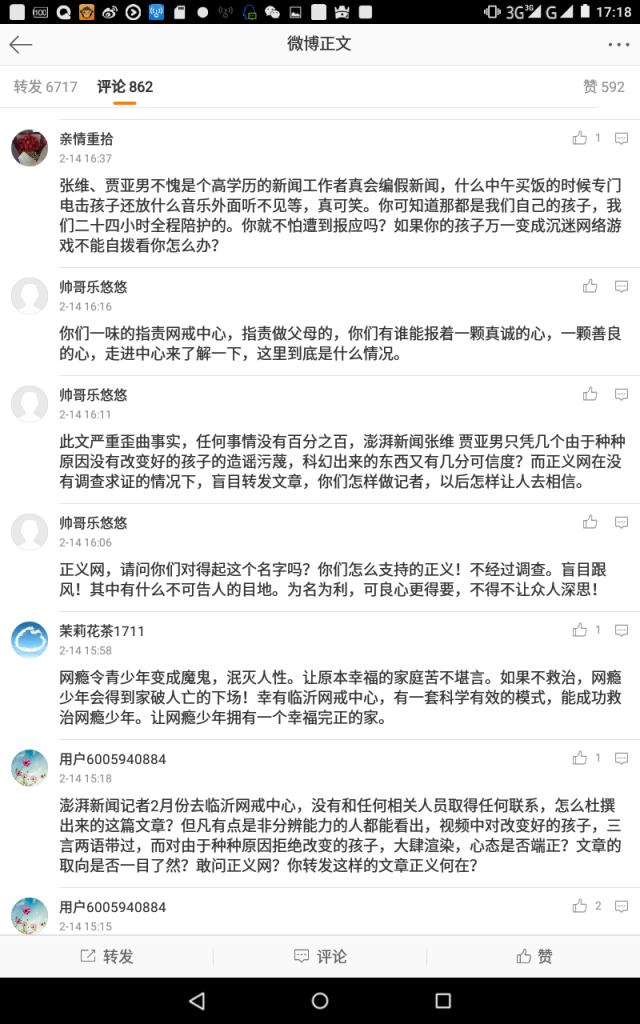 3G 3G G 17:18
微博正文
转发 6717 评论 862 赞 592
亲情重拾 1
2-14 16:37
张维、贾亚男不愧是个高学历的新闻工作者真会编假新闻，什么中午买饭的时候专门
电击孩子还放什么音乐外面听不见等，真可笑。你可知道那都是我们自己的孩子，我
们二十四小时全程陪护的。你就不怕遭到报应吗？如果你的孩子万一变成沉迷网络游
戏不能自拨看你怎么办？
帅哥乐悠悠
2-14 16:16
你们一味的指责网戒中心，指责做父母的，你们有谁能报着一颗真诚的心，一颗善良
的心，走进中心来了解一下，这里到底是什么情况。
帅哥乐悠悠
2-14 16:11
此文严重歪曲事实，任何事情没有百分之百，澎湃新闻张维 贾亚男只凭几个由于种种
原因没有改变好的孩子的造谣污蔑，科幻出来的东西又有几分可信度？而正义网在没
有调查求证的情况下，盲目转发文章，你们怎样做记者，以后怎样让人去相信。
帅哥乐悠悠
2-14 16:06
正义网，请问你们对得起这个名字吗？你们怎么支持的正义！不经过调查。盲目跟
风！其中有什么不可告人的目地。为名为利，可良心更得要，不得不让众人深思！
茉莉花茶1711 1
2-14 15:58
网瘾令青少年变成魔鬼，泯灭人性。让原本幸福的家庭苦不堪言。如果不救治，网瘾
少年会得到家破人亡的下场！幸有临沂网戒中心，有一套科学有效的模式，能成功救
治网瘾少年。让网瘾少年拥有一个幸福完正的家。
用户6005940884 1
2-14 15:18
澎湃新闻记者2月份去临沂网戒中心，没有和任何相关人员取得任何联系，怎么杜撰
出来的这篇文章？但凡有点是非分辨能力的人都能看出，视频中对改变好的孩子，三
言两语带过，而对由于种种原因拒绝改变的孩子，大肆渲染，心态是否端正？文章的
取向是否一目了然？敢问正义网？你转发这样的文章正义何在？
用户6005940884 2
2-14 15:15
转发 评论 赞